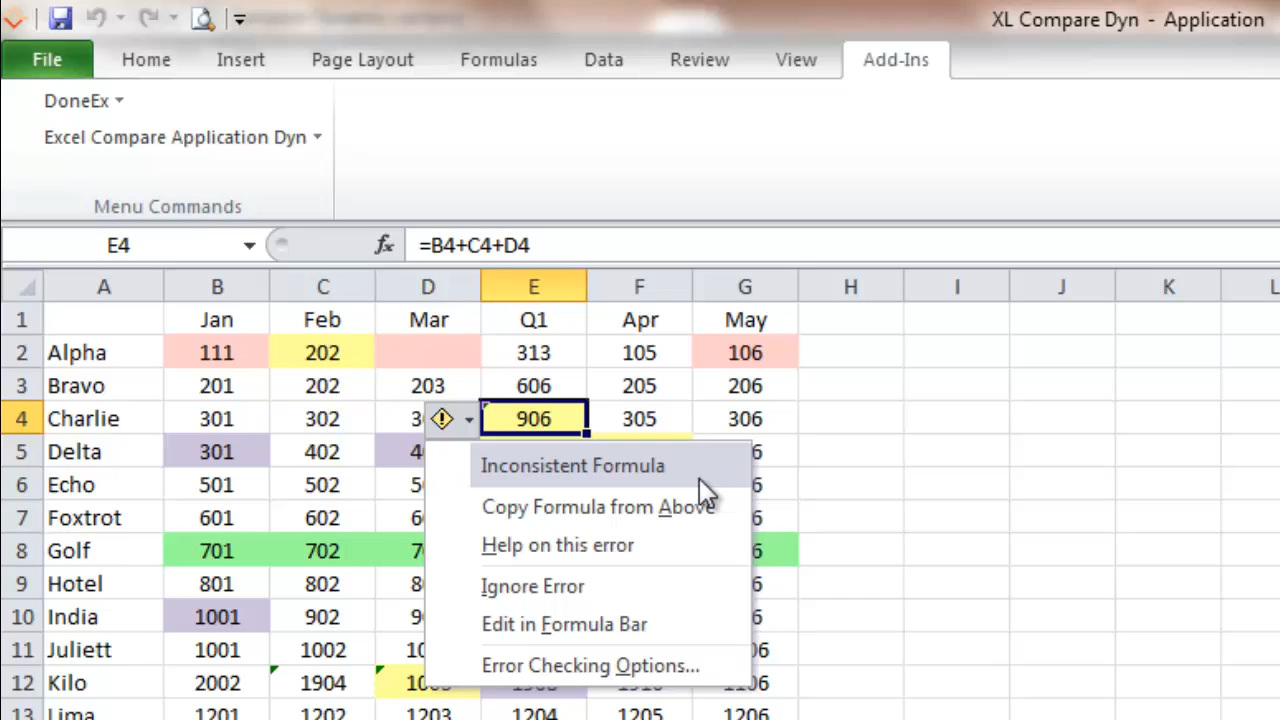 XL Compare Dyn - Application
File Home Insert Page Layout Formulas Data Review View Add-Ins
DoneEx
Excel Compare Application Dyn
Menu Commands
E4 fx =B4+C4+D4
A B C D E F G H I J K L
1 Jan Feb Mar Q1 Apr May
2 Alpha 111 202 313 105 106
3 Bravo 201 202 203 606 205 206
4 Charlie 301 302 3 906 305 306
5 Delta 301 402 4 6
Inconsistent Formula
6 Echo 501 502 5 6
Copy Formula from Above
7 Foxtrot 601 602 6 6
Help on this error
8 Golf 701 702 7 6
9 Hotel 801 802 8 6
Ignore Error
10 India 1001 902 9 6
Edit in Formula Bar
11 Juliett 1001 1002 10 06
Error Checking Options...
12 Kilo 2002 1904 06
13 Lima 1201 1202 1203 1204 1205 1206